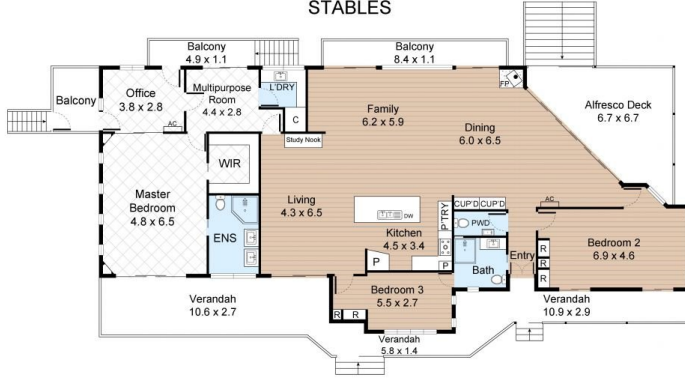 STABLES
Balcony
4.9 x 1.1
Balcony
8.4 x 1.1
Balcony
Office
3.8 x 2.8
AC
Multipurpose
Room
4.4 x 2.8
L'DRY
C
Study Nook
Family
6.2 x 5.9
Dining
6.0 x 6.5
FP
Alfresco Deck
6.7 x 6.7
Master
Bedroom
4.8 x 6.5
WIR
ENS
Living
4.3 x 6.5
DW
Kitchen
4.5 x 3.4
P'TRY
P
P
CUP'D
CUP'D
PWD
Bath
Entry
AC
R
R
R
Bedroom 2
6.9 x 4.6
Bedroom 3
5.5 x 2.7
R
R
Verandah
10.6 x 2.7
Verandah
5.8 x 1.4
Verandah
10.9 x 2.9